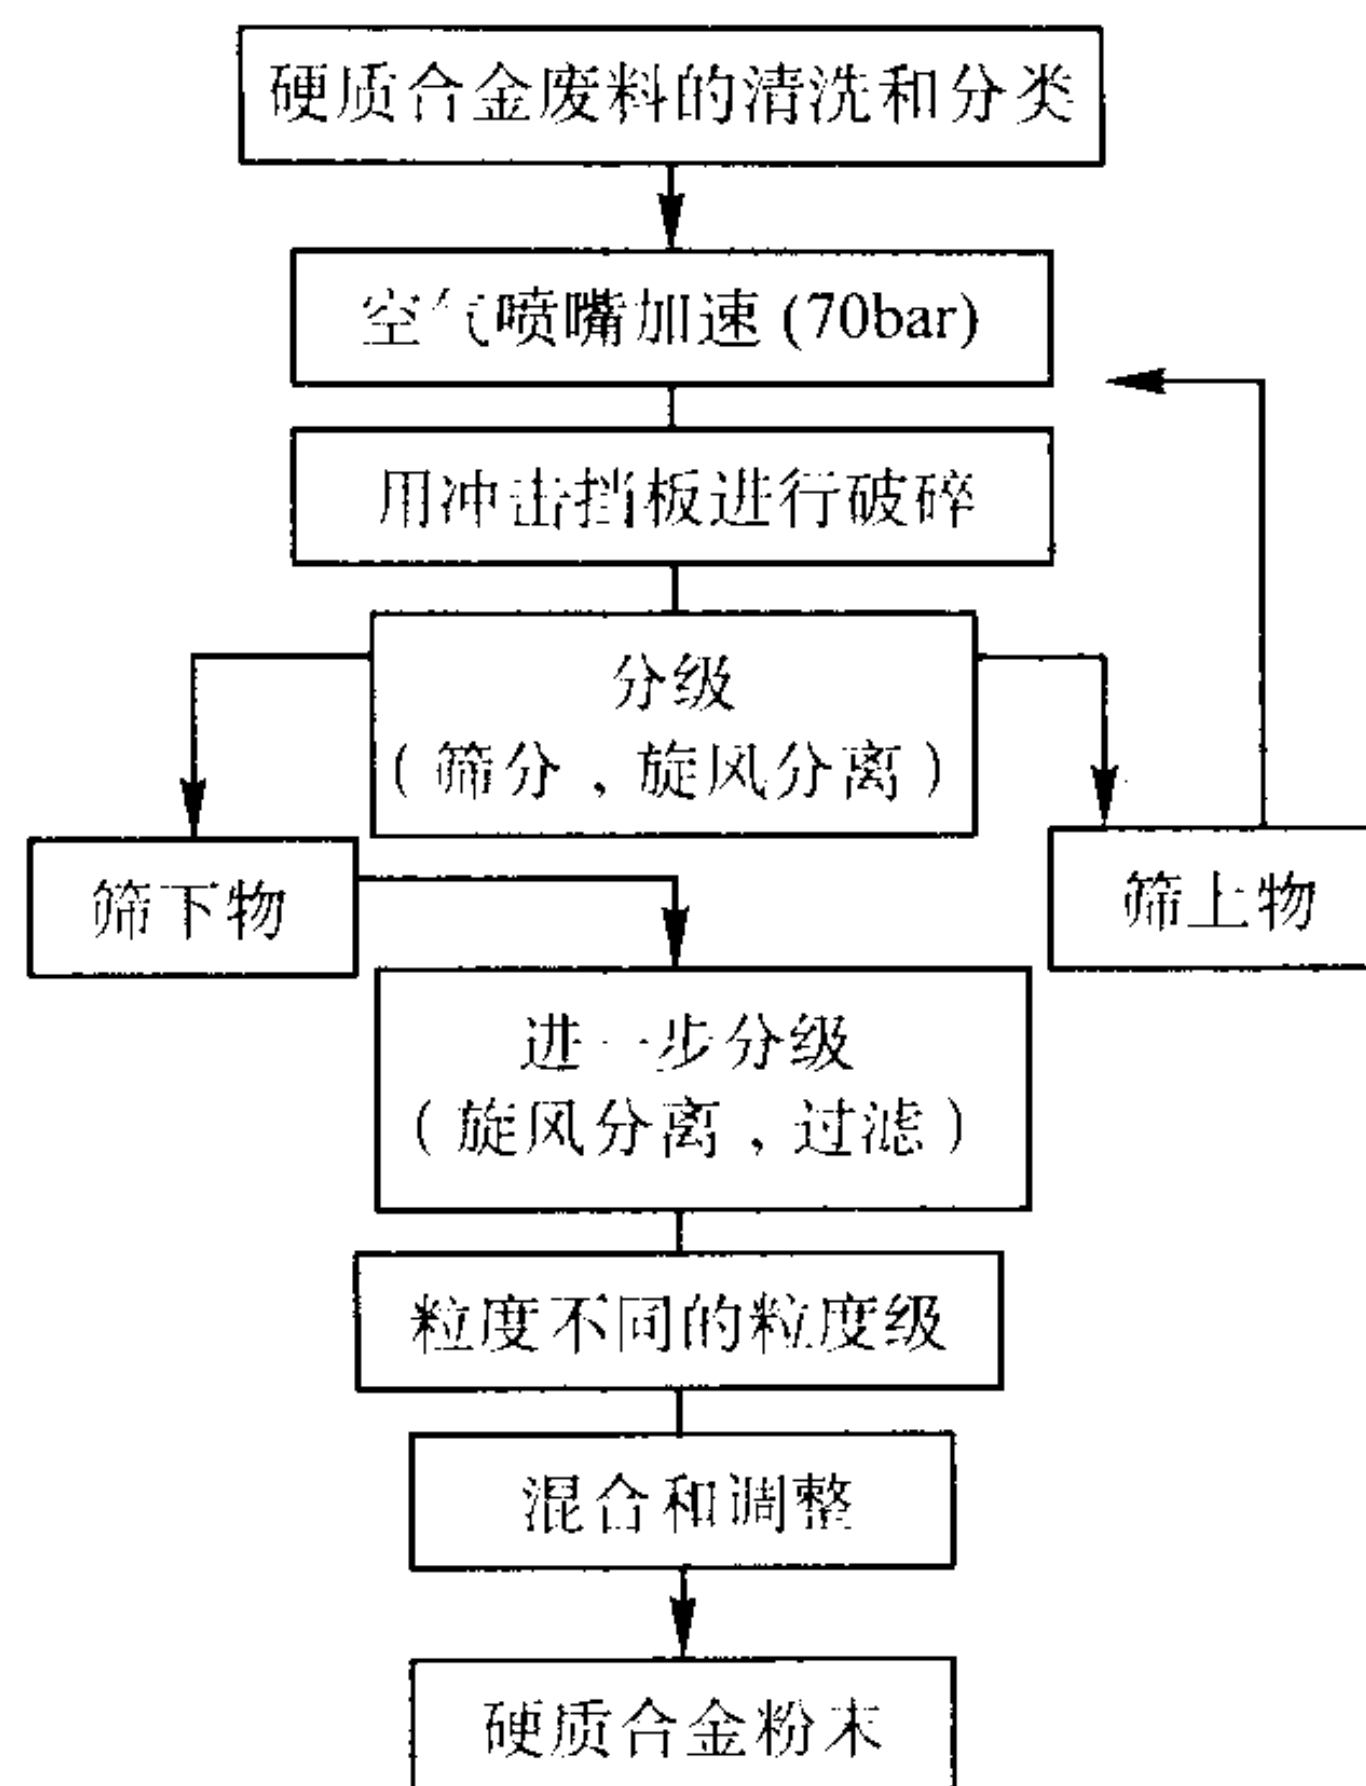 硬质合金废料的清洗和分类
空气喷嘴加速(70bar)
用冲击挡板进行破碎
分级
(筛分,旋风分离)
筛下物
筛上物
进一步分级
(旋风分离,过滤)
粒度不同的粒度级
混合和调整
硬质合金粉末